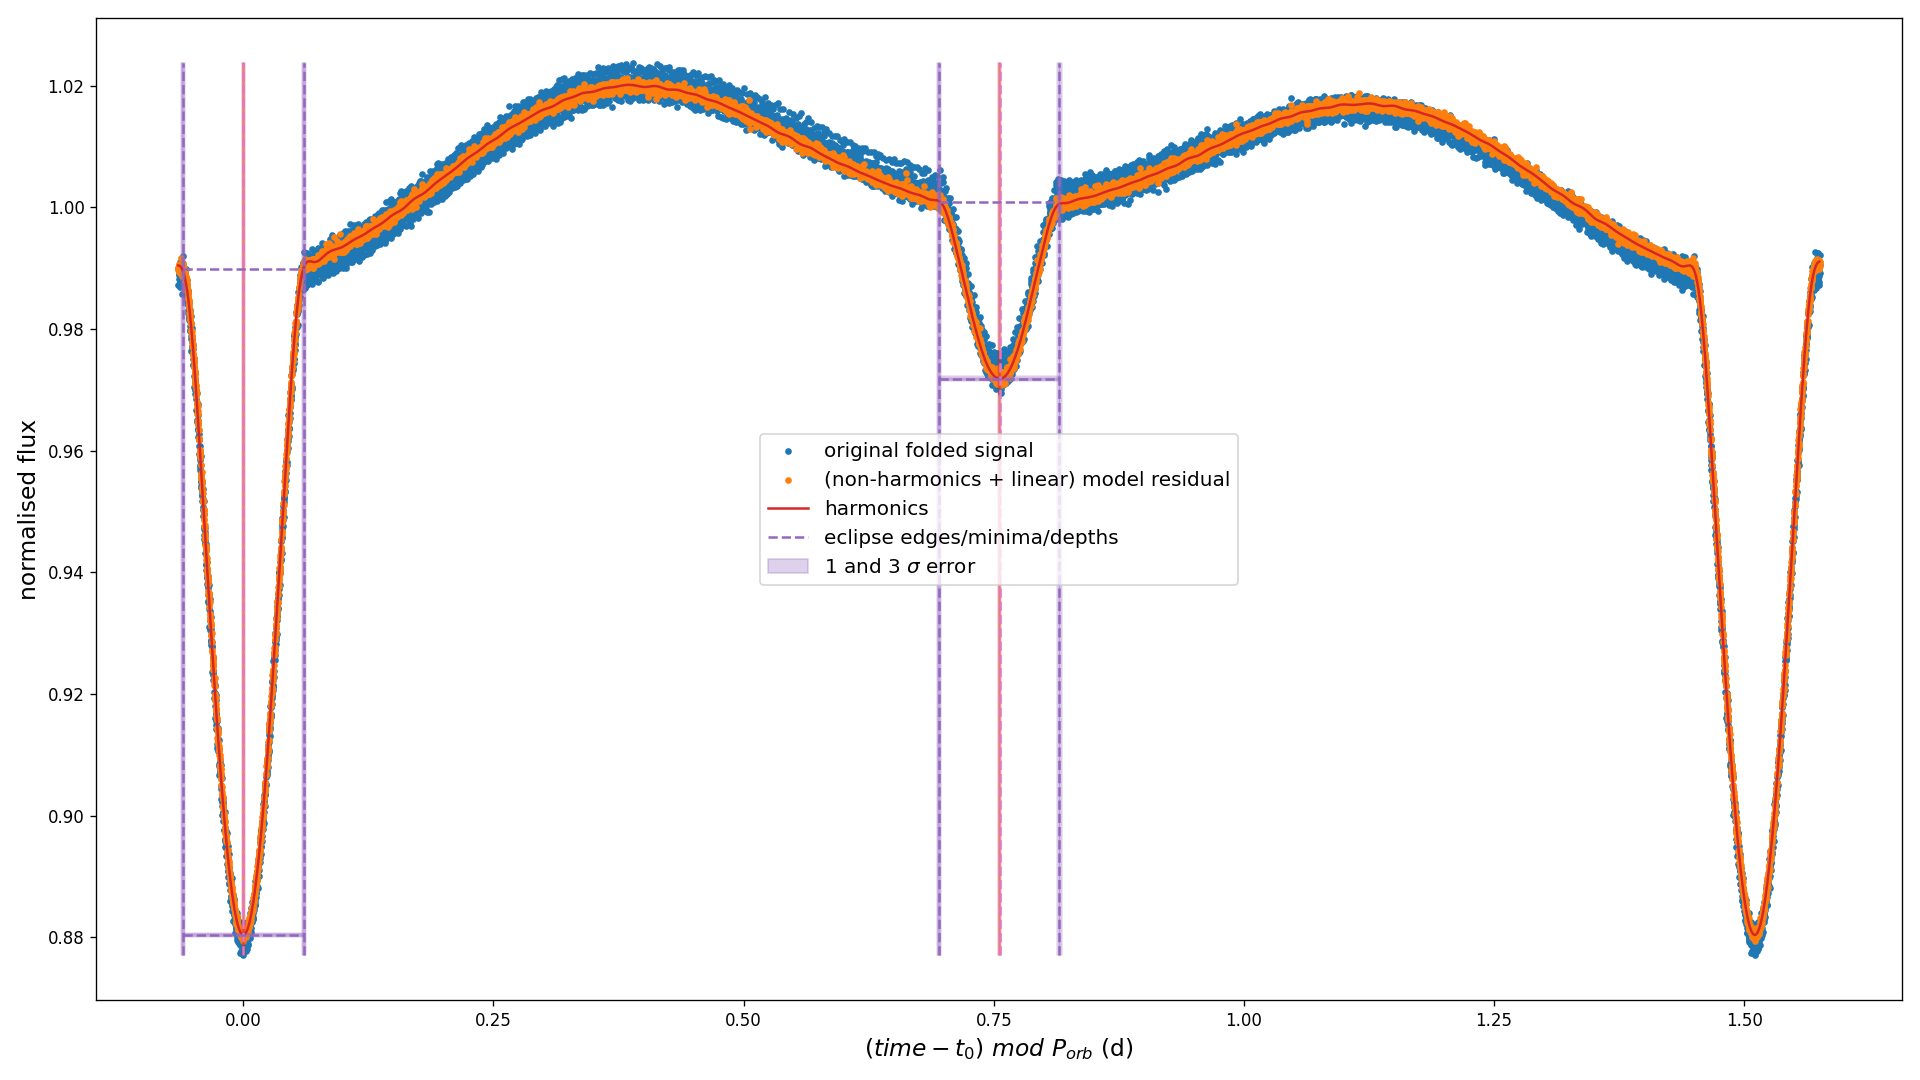 1.02
1.00
0.98
0.96
0.94
0.92
0.90
0.88
normalised flux
original folded signal
(non-harmonics + linear) model residual
harmonics
eclipse edges/minima/depths
1 and 3 σ error
0.00 0.25 0.50 0.75 1.00 1.25 1.50
(time − t₀) mod P_orb (d)